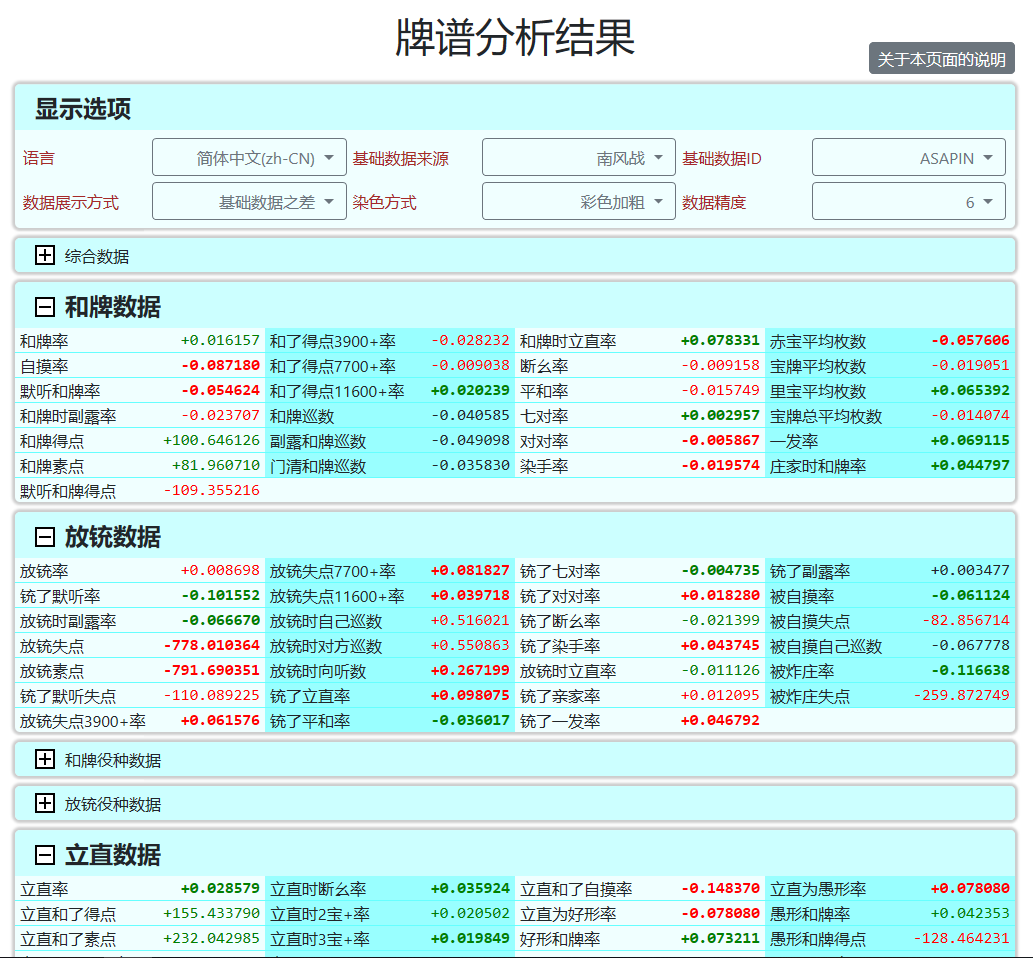 牌谱分析结果
关于本页面的说明
显示选项
语言 简体中文(zh-CN) 基础数据来源 南风战 基础数据ID ASAPIN
数据展示方式 基础数据之差 染色方式 彩色加粗 数据精度 6
综合数据
和牌数据
和牌率 +0.016157 和了得点3900+率 -0.028232 和牌时立直率 +0.078331 赤宝平均枚数 -0.057606
自摸率 -0.087180 和了得点7700+率 -0.009038 断幺率 -0.009158 宝牌平均枚数 -0.019051
默听和牌率 -0.054624 和了得点11600+率 +0.020239 平和率 -0.015749 里宝平均枚数 +0.065392
和牌时副露率 -0.023707 和牌巡数 -0.040585 七对率 +0.002957 宝牌总平均枚数 -0.014074
和牌得点 +100.646126 副露和牌巡数 -0.049098 对对率 -0.005867 一发率 +0.069115
和牌素点 +81.960710 门清和牌巡数 -0.035830 染手率 -0.019574 庄家时和牌率 +0.044797
默听和牌得点 -109.355216
放铳数据
放铳率 +0.008698 放铳失点7700+率 +0.081827 铳了七对率 -0.004735 铳了副露率 +0.003477
铳了默听率 -0.101552 放铳失点11600+率 +0.039718 铳了对对率 +0.018280 被自摸率 -0.061124
放铳时副露率 -0.066670 放铳时自己巡数 +0.516021 铳了断幺率 -0.021399 被自摸失点 -82.856714
放铳失点 -778.010364 放铳时对方巡数 +0.550863 铳了染手率 +0.043745 被自摸自己巡数 -0.067778
放铳素点 -791.690351 放铳时向听数 +0.267199 放铳时立直率 -0.011126 被炸庄率 -0.116638
铳了默听失点 -110.089225 铳了立直率 +0.098075 铳了亲家率 +0.012095 被炸庄失点 -259.872749
放铳失点3900+率 +0.061576 铳了平和率 -0.036017 铳了一发率 +0.046792
和牌役种数据
放铳役种数据
立直数据
立直率 +0.028579 立直时断幺率 +0.035924 立直和了自摸率 -0.148370 立直为愚形率 +0.078080
立直和了得点 +155.433790 立直时2宝+率 +0.020502 立直为好形率 -0.078080 愚形和牌率 +0.042353
立直和了素点 +232.042985 立直时3宝+率 +0.019849 好形和牌率 +0.073211 愚形和牌得点 -128.464231